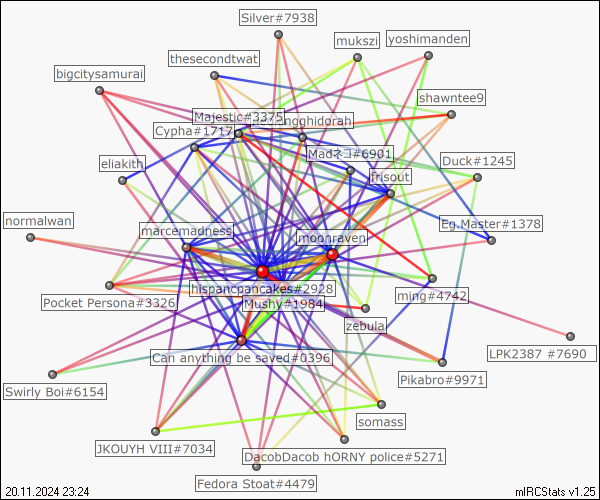 Silver#7938
mukszi
yoshimanden
thesecondtwat
bigcitysamurai
shawntee9
Majestic#3375
Cypha#1717
Madネコ#6901
Duck#1245
eliakith
frisout
normalwan
marcemadness
moonraven
Eg.Master#1378
hispancpancakes#2928
Pocket Persona#3326
Mushy#1984
ming#4742
zebula
Can anything be saved#0396
LPK2387 #7690
Pikabro#9971
Swirly Boi#6154
somass
JKOUYH VIII#7034
DacobDacob hORNY police#5271
Fedora Stoat#4479
20.11.2024 23:24
mIRCStats v1.25